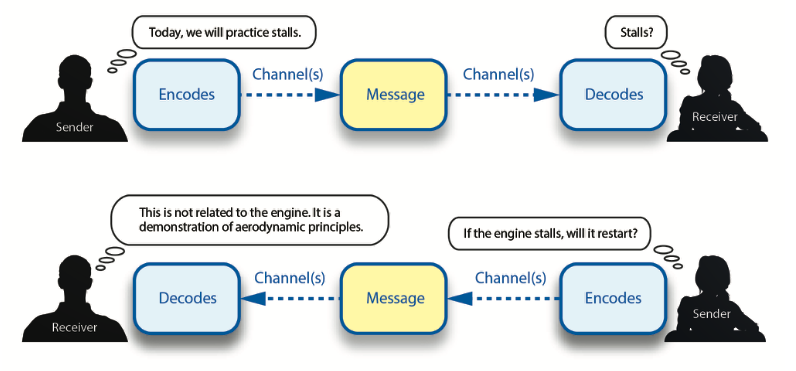 Today, we will practice stalls.
Stalls?
Channel(s)
Channel(s)
Encodes
Message
Decodes
Sender
Receiver
This is not related to the engine. It is a
demonstration of aerodynamic principles.
If the engine stalls, will it restart?
Channel(s)
Channel(s)
Decodes
Message
Encodes
Receiver
Sender